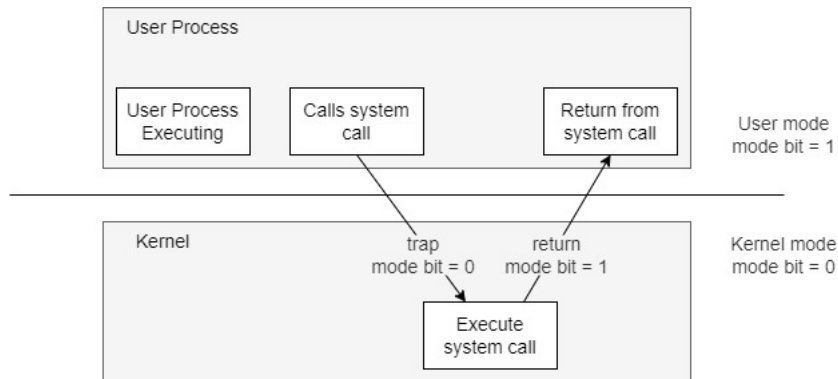 User Process
User Process
Executing
Calls system
call
Return from
system call
User mode
mode bit = 1
Kernel
trap
mode bit = 0
return
mode bit = 1
Kernel mode
mode bit = 0
Execute
system call